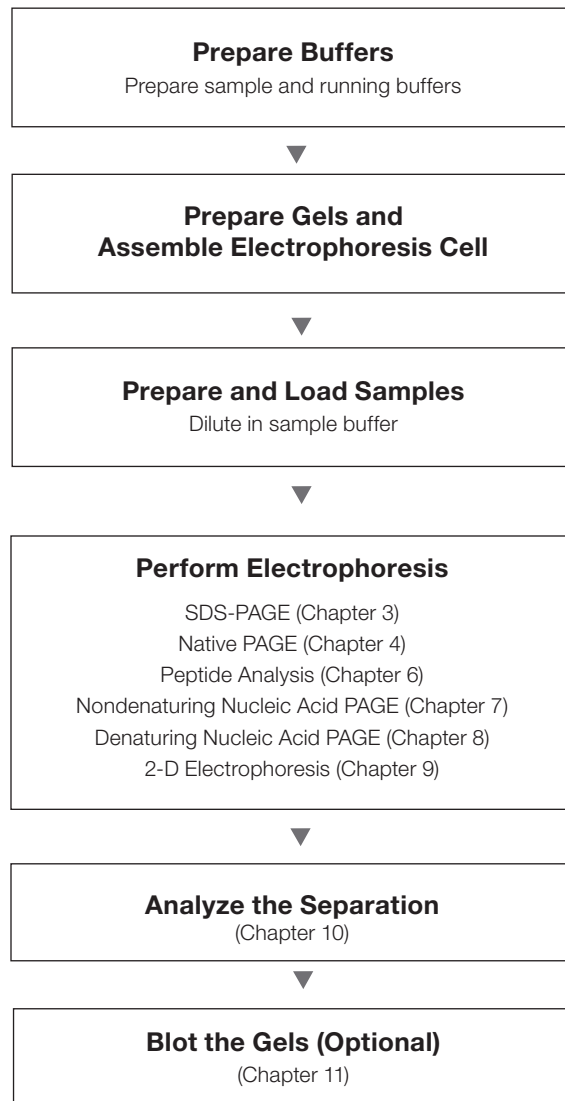 Prepare Buffers
Prepare sample and running buffers
Prepare Gels and
Assemble Electrophoresis Cell
Prepare and Load Samples
Dilute in sample buffer
Perform Electrophoresis
SDS-PAGE (Chapter 3)
Native PAGE (Chapter 4)
Peptide Analysis (Chapter 6)
Nondenaturing Nucleic Acid PAGE (Chapter 7)
Denaturing Nucleic Acid PAGE (Chapter 8)
2-D Electrophoresis (Chapter 9)
Analyze the Separation
(Chapter 10)
Blot the Gels (Optional)
(Chapter 11)